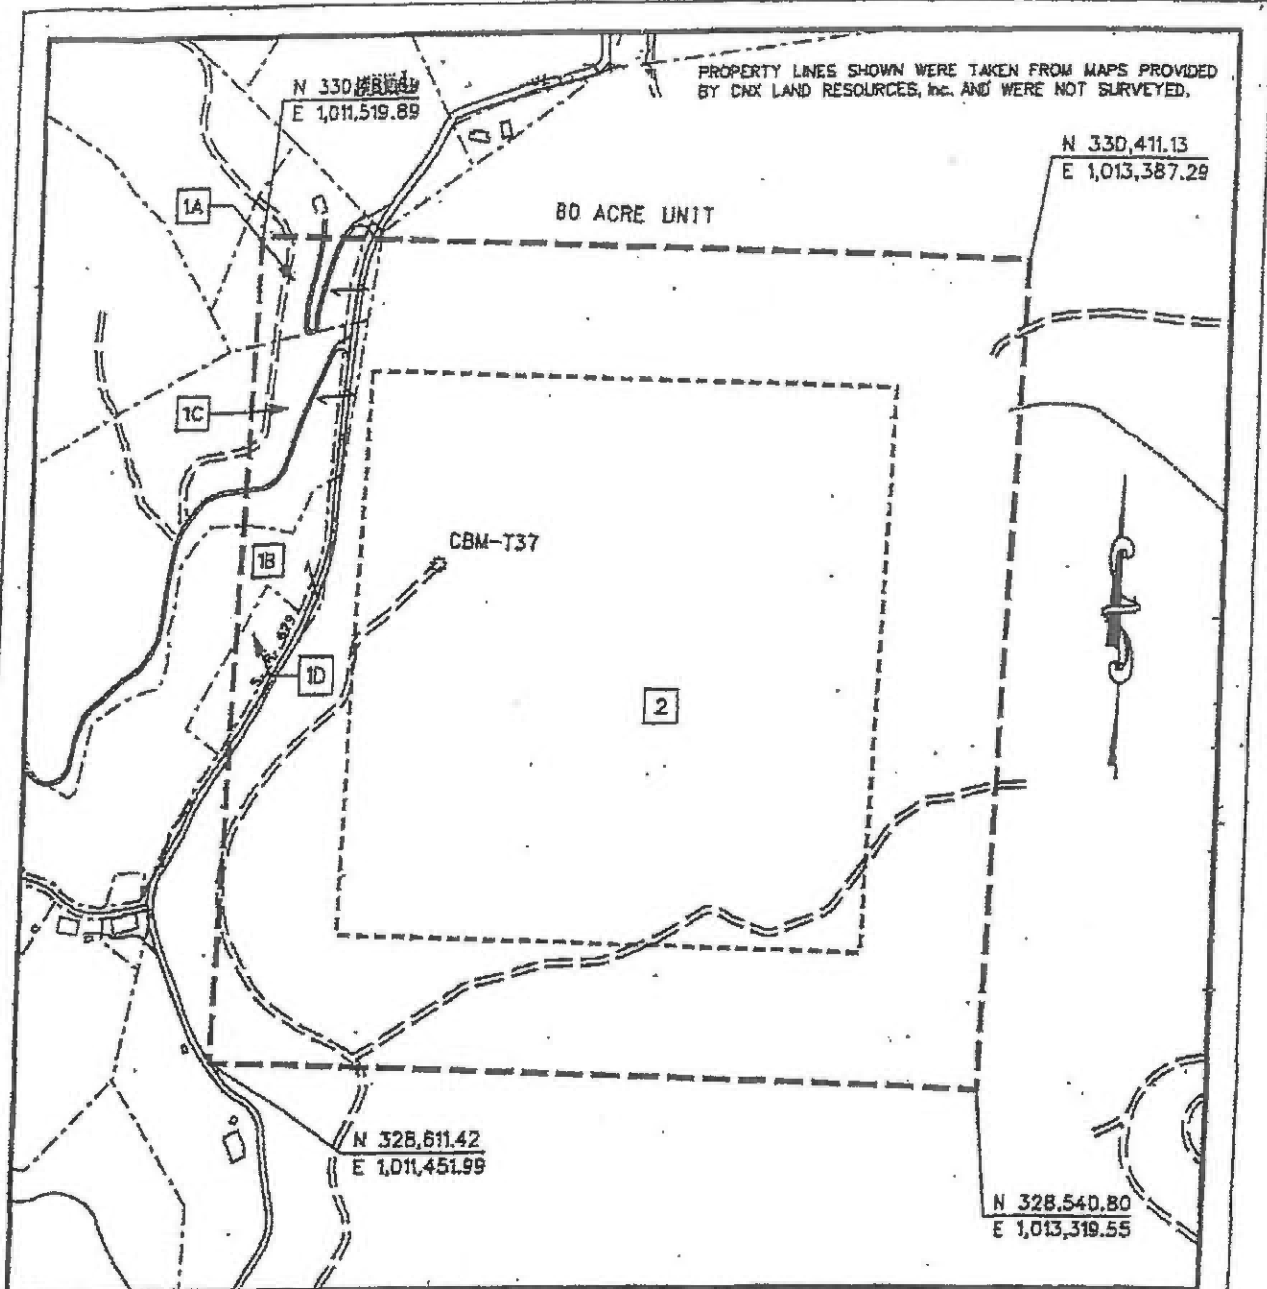 PROPERTY LINES SHOWN WERE TAKEN FROM MAPS PROVIDED
BY CNX LAND RESOURCES, Inc. AND WERE NOT SURVEYED.
N 330,
E 1,011,519.89
N 330,411.13
E 1,013,387.29
1A
80 ACRE UNIT
1C
CBM-T37
1B
S. R. 629
1D
2
N 328,611.42
E 1,011,451.99
N 328,540.80
E 1,013,319.55